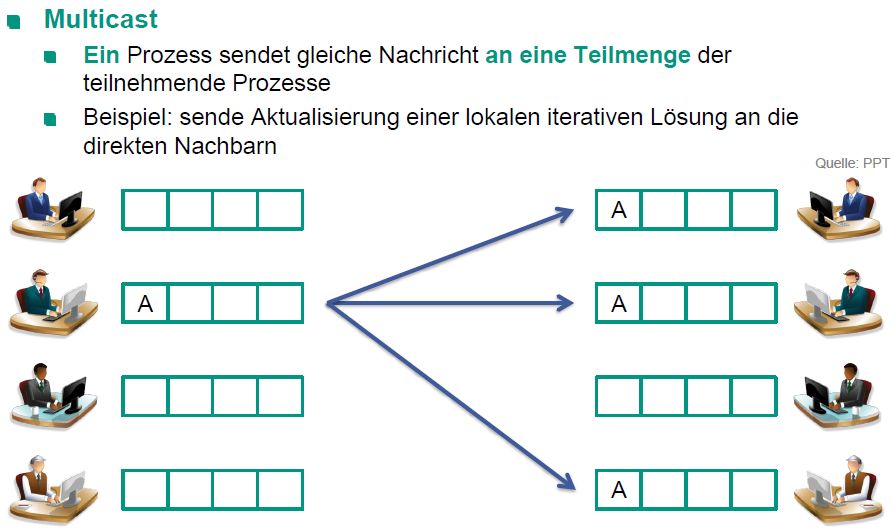 Multicast
Ein Prozess sendet gleiche Nachricht an eine Teilmenge der
teilnehmende Prozesse
Beispiel: sende Aktualisierung einer lokalen iterativen Lösung an die
direkten Nachbarn
Quelle: PPT
A
A
A
A